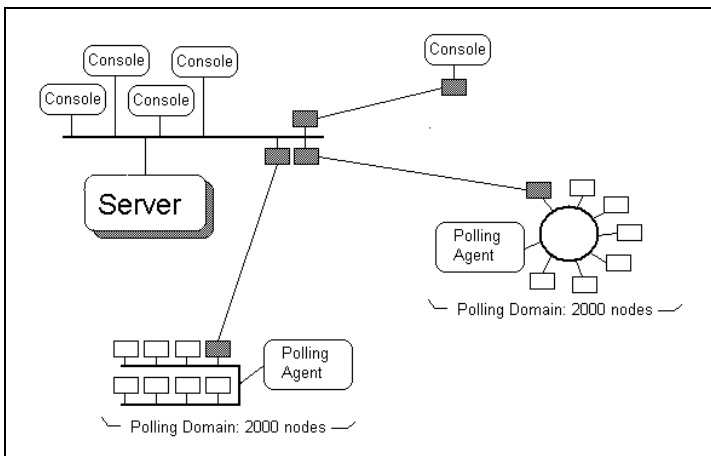 Console
Console
Console
Console
Console
Server
Polling
Agent
Polling Domain: 2000 nodes
Polling
Agent
Polling Domain: 2000 nodes